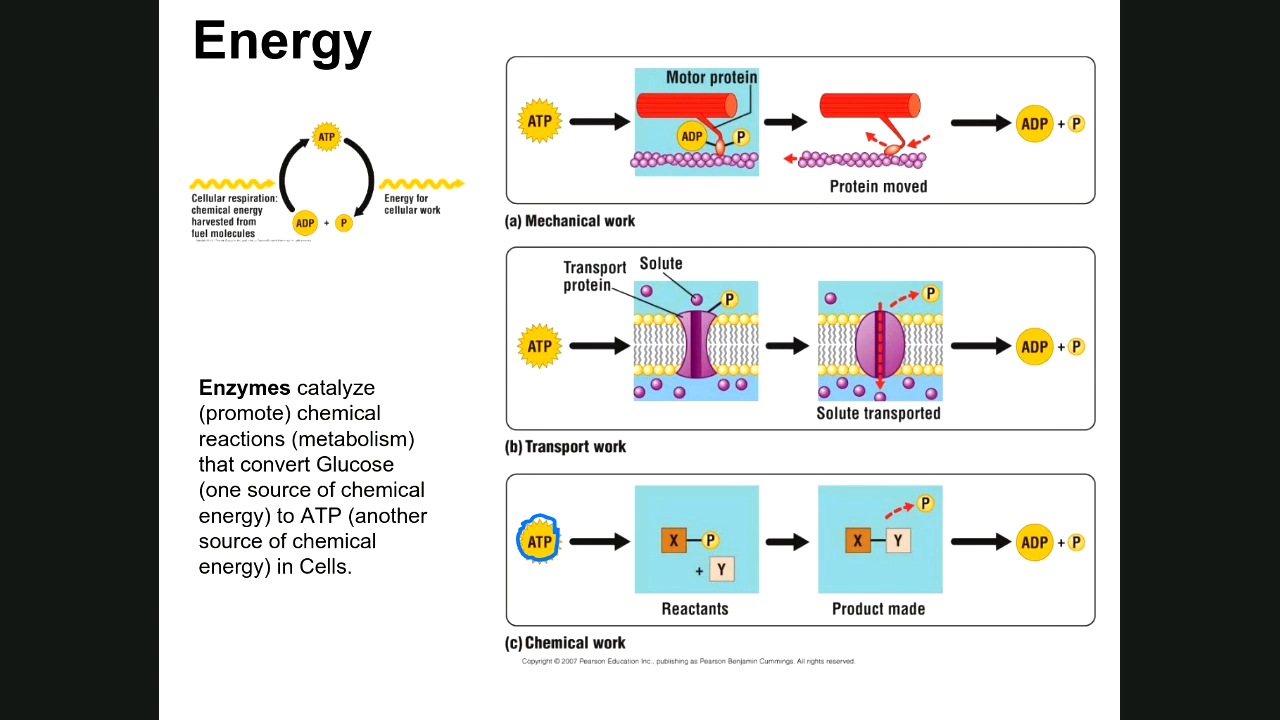 Energy
ATP
Cellular respiration:
chemical energy
harvested from
fuel molecules
ADP + P
Energy for
cellular work
Enzymes catalyze
(promote) chemical
reactions (metabolism)
that convert Glucose
(one source of chemical
energy) to ATP (another
source of chemical
energy) in Cells.
Motor protein
ATP
ADP
P
ADP + P
Protein moved
(a) Mechanical work
Transport
protein
Solute
P
P
ATP
ADP + P
Solute transported
(b) Transport work
P
ATP
X P
+ Y
X Y
ADP + P
Reactants
Product made
(c) Chemical work
Copyright © 2007 Pearson Education Inc., publishing as Pearson Benjamin Cummings. All rights reserved.